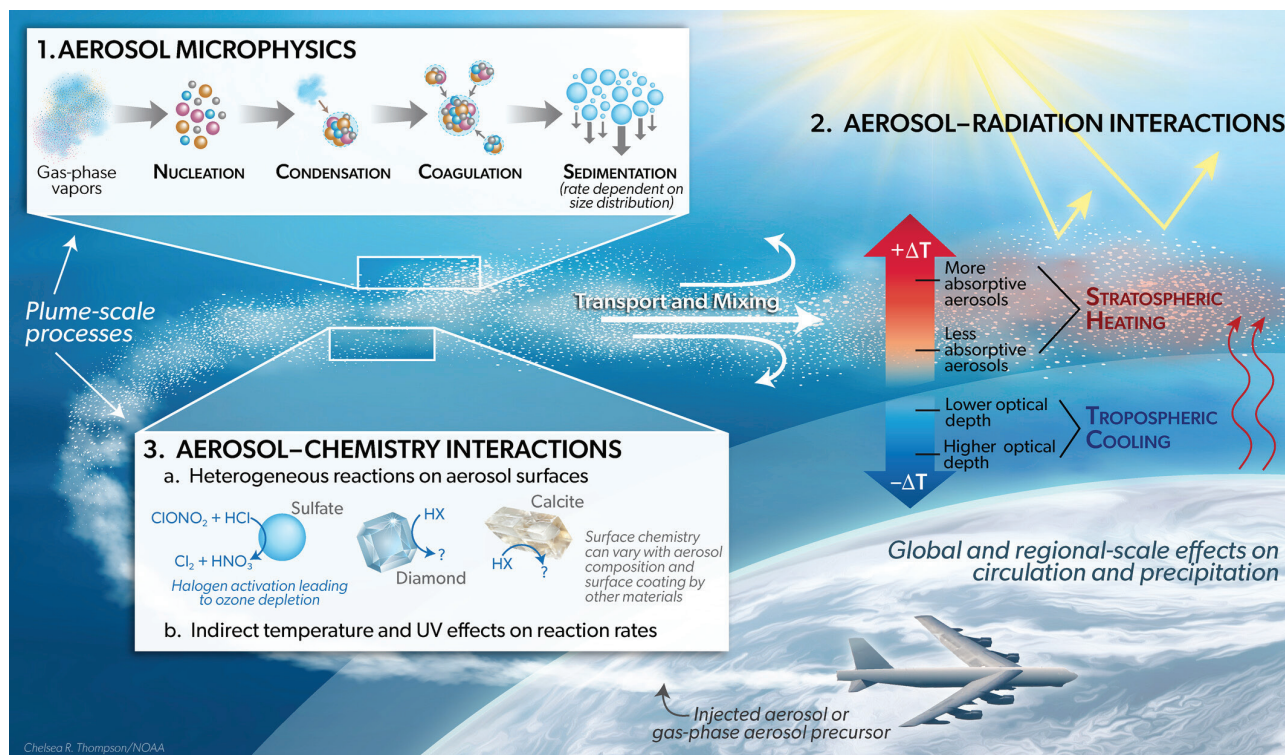 1. AEROSOL MICROPHYSICS
Gas-phase
vapors
NUCLEATION
CONDENSATION
COAGULATION
SEDIMENTATION
(rate dependent on
size distribution)
2. AEROSOL–RADIATION INTERACTIONS
Plume-scale
processes
Transport and Mixing
+ΔT
More
absorptive
aerosols
Less
absorptive
aerosols
STRATOSPHERIC
HEATING
Lower optical
depth
Higher optical
depth
TROPOSPHERIC
COOLING
−ΔT
3. AEROSOL–CHEMISTRY INTERACTIONS
a. Heterogeneous reactions on aerosol surfaces
ClONO₂ + HCl
Sulfate
Cl₂ + HNO₃
Halogen activation leading
to ozone depletion
HX
?
Diamond
Calcite
HX
?
Surface chemistry
can vary with aerosol
composition and
surface coating by
other materials
b. Indirect temperature and UV effects on reaction rates
Global and regional-scale effects on
circulation and precipitation
Injected aerosol or
gas-phase aerosol precursor
Chelsea R. Thompson/NOAA